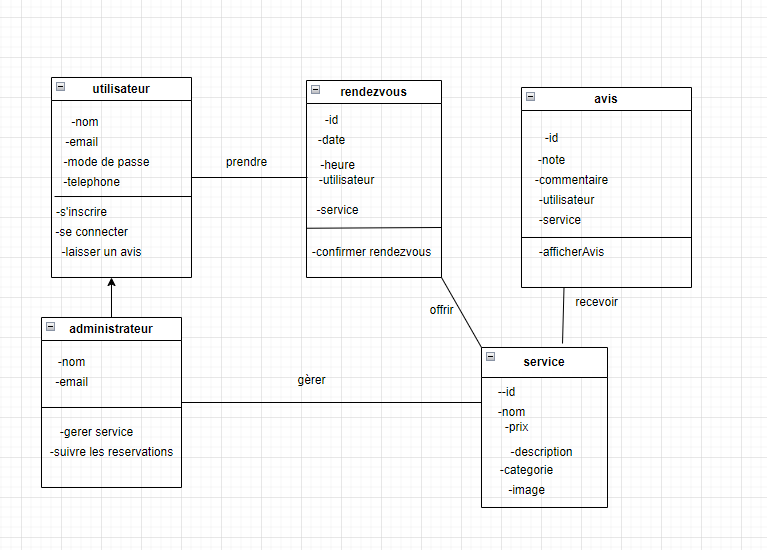 utilisateur
-nom
-email
-mode de passe
-telephone
-s'inscrire
-se connecter
-laisser un avis
prendre
rendezvous
-id
-date
-heure
-utilisateur
-service
-confirmer rendezvous
avis
-id
-note
-commentaire
-utilisateur
-service
-afficherAvis
offrir
recevoir
administrateur
-nom
-email
-gerer service
-suivre les reservations
gèrer
service
--id
-nom
-prix
-description
-categorie
-image